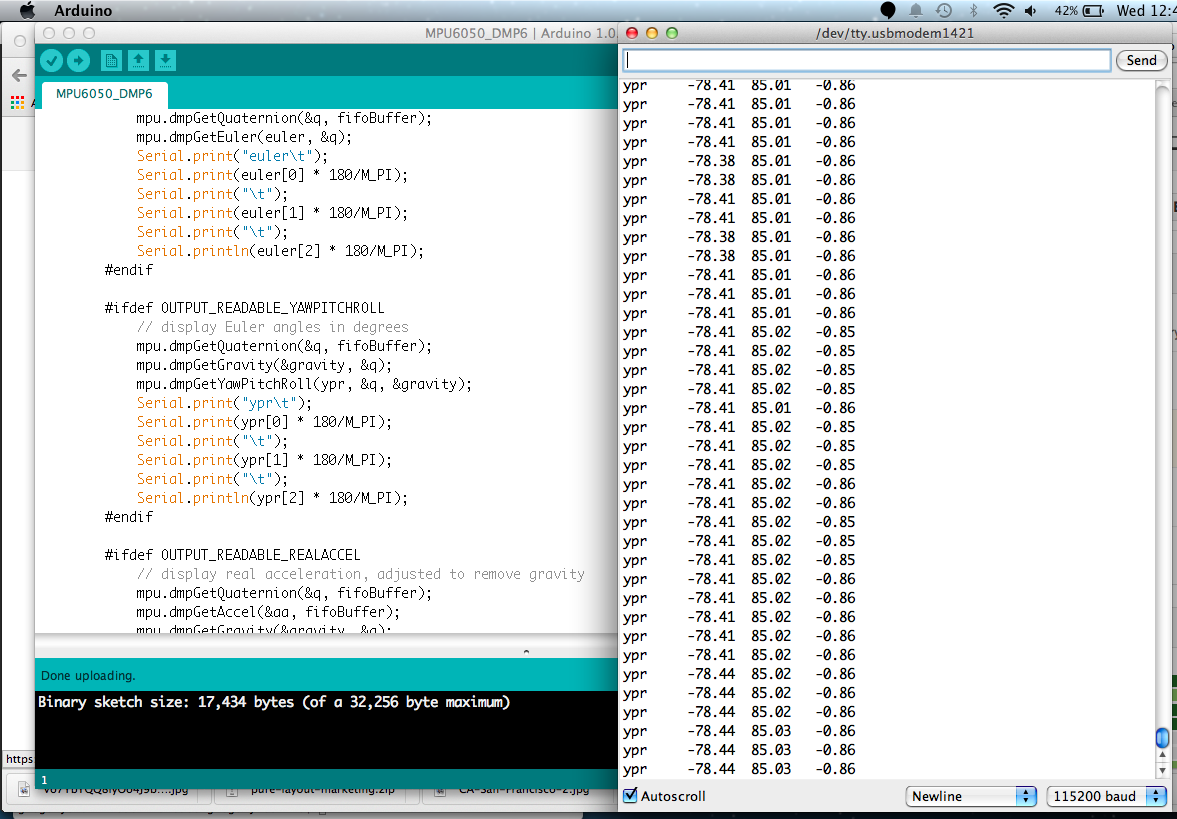 Arduino
42%
Wed 12:4
MPU6050_DMP6 | Arduino 1.0.
MPU6050_DMP6
mpu.dmpGetQuaternion(&q, fifoBuffer);
mpu.dmpGetEuler(euler, &q);
Serial.print("euler\t");
Serial.print(euler[0] * 180/M_PI);
Serial.print("\t");
Serial.print(euler[1] * 180/M_PI);
Serial.print("\t");
Serial.println(euler[2] * 180/M_PI);
#endif
#ifdef OUTPUT_READABLE_YAWPITCHROLL
// display Euler angles in degrees
mpu.dmpGetQuaternion(&q, fifoBuffer);
mpu.dmpGetGravity(&gravity, &q);
mpu.dmpGetYawPitchRoll(ypr, &q, &gravity);
Serial.print("ypr\t");
Serial.print(ypr[0] * 180/M_PI);
Serial.print("\t");
Serial.print(ypr[1] * 180/M_PI);
Serial.print("\t");
Serial.println(ypr[2] * 180/M_PI);
#endif
#ifdef OUTPUT_READABLE_REALACCEL
// display real acceleration, adjusted to remove gravity
mpu.dmpGetQuaternion(&q, fifoBuffer);
mpu.dmpGetAccel(&aa, fifoBuffer);
mpu.dmpGetGravity(&gravity, &q);
Done uploading.
Binary sketch size: 17,434 bytes (of a 32,256 byte maximum)
1
https
pure-layout-marketing.zip
CA-San-Francisco-2.jpg
/dev/tty.usbmodem1421
Send
ypr -78.41 85.01 -0.86
ypr -78.41 85.01 -0.86
ypr -78.41 85.01 -0.86
ypr -78.41 85.01 -0.86
ypr -78.38 85.01 -0.86
ypr -78.38 85.01 -0.86
ypr -78.41 85.01 -0.86
ypr -78.41 85.01 -0.86
ypr -78.38 85.01 -0.86
ypr -78.38 85.01 -0.86
ypr -78.41 85.01 -0.86
ypr -78.41 85.01 -0.86
ypr -78.41 85.01 -0.86
ypr -78.41 85.02 -0.85
ypr -78.41 85.02 -0.85
ypr -78.41 85.02 -0.85
ypr -78.41 85.02 -0.85
ypr -78.41 85.01 -0.86
ypr -78.41 85.02 -0.85
ypr -78.41 85.02 -0.85
ypr -78.41 85.02 -0.85
ypr -78.41 85.02 -0.86
ypr -78.41 85.02 -0.86
ypr -78.41 85.02 -0.85
ypr -78.41 85.02 -0.85
ypr -78.41 85.02 -0.85
ypr -78.41 85.02 -0.86
ypr -78.41 85.02 -0.86
ypr -78.41 85.02 -0.86
ypr -78.41 85.02 -0.86
ypr -78.41 85.02 -0.86
ypr -78.44 85.02 -0.86
ypr -78.44 85.02 -0.86
ypr -78.44 85.02 -0.86
ypr -78.44 85.03 -0.86
ypr -78.44 85.03 -0.86
ypr -78.44 85.03 -0.86
Autoscroll
Newline
115200 baud